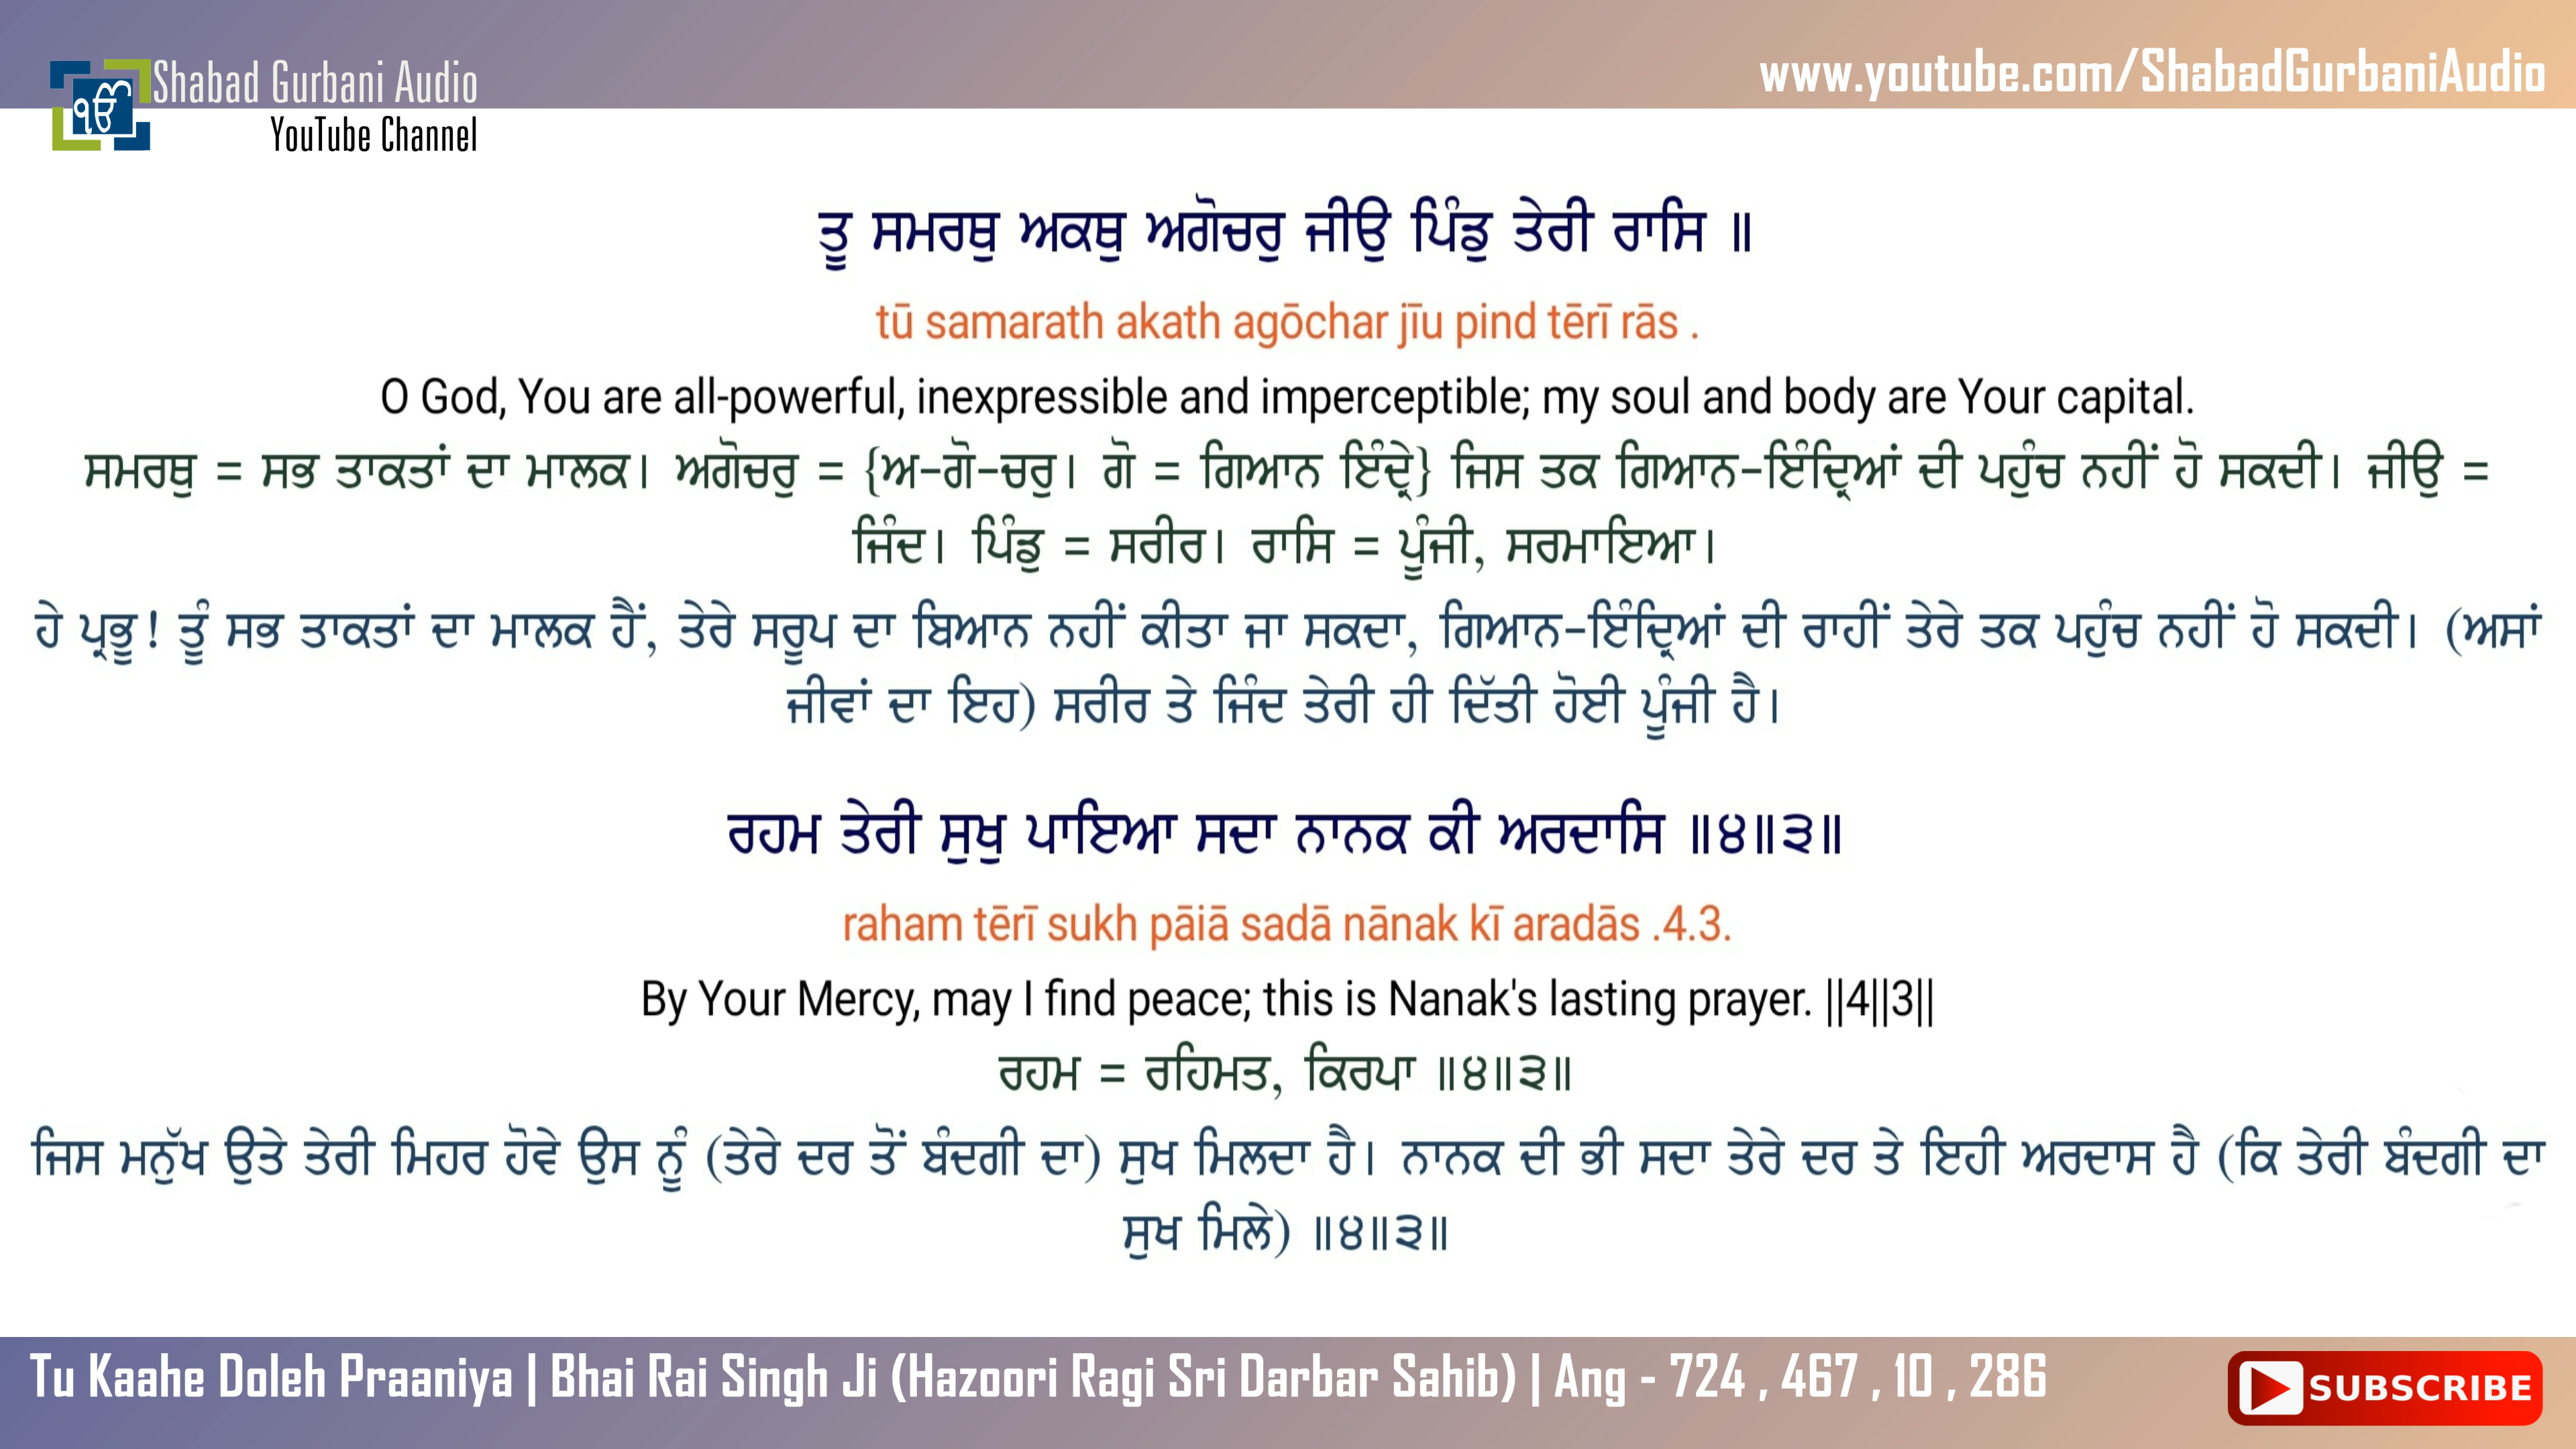 ੴ
Shabad Gurbani Audio
YouTube Channel
www.youtube.com/ShabadGurbaniAudio
ਤੂ ਸਮਰਥੁ ਅਕਥੁ ਅਗੋਚਰੁ ਜੀਉ ਪਿੰਡੁ ਤੇਰੀ ਰਾਸਿ ॥
tū samarath akath agōchar jīu pind tērī rās .
O God, You are all-powerful, inexpressible and imperceptible; my soul and body are Your capital.
ਸਮਰਥੁ = ਸਭ ਤਾਕਤਾਂ ਦਾ ਮਾਲਕ। ਅਗੋਚਰੁ = {ਅ-ਗੋ-ਚਰੁ। ਗੋ = ਗਿਆਨ ਇੰਦ੍ਰੇ} ਜਿਸ ਤਕ ਗਿਆਨ-ਇੰਦ੍ਰਿਆਂ ਦੀ ਪਹੁੰਚ ਨਹੀਂ ਹੋ ਸਕਦੀ। ਜੀਉ =
ਜਿੰਦ। ਪਿੰਡੁ = ਸਰੀਰ। ਰਾਸਿ = ਪੂੰਜੀ, ਸਰਮਾਇਆ।
ਹੇ ਪ੍ਰਭੂ! ਤੂੰ ਸਭ ਤਾਕਤਾਂ ਦਾ ਮਾਲਕ ਹੈਂ, ਤੇਰੇ ਸਰੂਪ ਦਾ ਬਿਆਨ ਨਹੀਂ ਕੀਤਾ ਜਾ ਸਕਦਾ, ਗਿਆਨ-ਇੰਦ੍ਰਿਆਂ ਦੀ ਰਾਹੀਂ ਤੇਰੇ ਤਕ ਪਹੁੰਚ ਨਹੀਂ ਹੋ ਸਕਦੀ। (ਅਸਾਂ
ਜੀਵਾਂ ਦਾ ਇਹ) ਸਰੀਰ ਤੇ ਜਿੰਦ ਤੇਰੀ ਹੀ ਦਿੱਤੀ ਹੋਈ ਪੂੰਜੀ ਹੈ।
ਰਹਮ ਤੇਰੀ ਸੁਖੁ ਪਾਇਆ ਸਦਾ ਨਾਨਕ ਕੀ ਅਰਦਾਸਿ ॥੪॥੩॥
raham tērī sukh pāiā sadā nānak kī aradās .4.3.
By Your Mercy, may I find peace; this is Nanak's lasting prayer. ||4||3||
ਰਹਮ = ਰਹਿਮਤ, ਕਿਰਪਾ ॥੪॥੩॥
ਜਿਸ ਮਨੁੱਖ ਉਤੇ ਤੇਰੀ ਮਿਹਰ ਹੋਵੇ ਉਸ ਨੂੰ (ਤੇਰੇ ਦਰ ਤੋਂ ਬੰਦਗੀ ਦਾ) ਸੁਖ ਮਿਲਦਾ ਹੈ। ਨਾਨਕ ਦੀ ਭੀ ਸਦਾ ਤੇਰੇ ਦਰ ਤੇ ਇਹੀ ਅਰਦਾਸ ਹੈ (ਕਿ ਤੇਰੀ ਬੰਦਗੀ ਦਾ
ਸੁਖ ਮਿਲੇ) ॥੪॥੩॥
Tu Kaahe Doleh Praaniya | Bhai Rai Singh Ji (Hazoori Ragi Sri Darbar Sahib) | Ang - 724 , 467 , 10 , 286
SUBSCRIBE